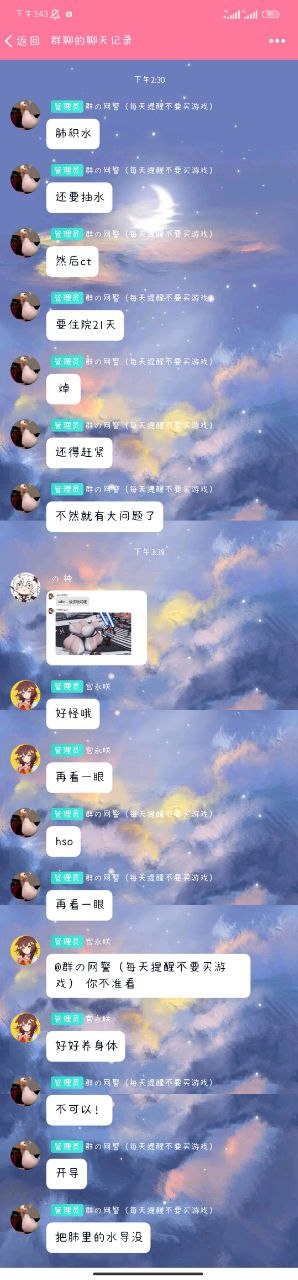 下午3:43
返回 群聊的聊天记录
下午2:30
管理员 群の网警（每天提醒不要买游戏）
肺积水
管理员 群の网警（每天提醒不要买游戏）
还要抽水
管理员 群の网警（每天提醒不要买游戏）
然后ct
管理员 群の网警（每天提醒不要买游戏）
要住院21天
管理员 群の网警（每天提醒不要买游戏）
焯
管理员 群の网警（每天提醒不要买游戏）
还得赶紧
管理员 群の网警（每天提醒不要买游戏）
不然就有大问题了
下午3:39
の 神
管理员 宫永咲
好怪哦
管理员 宫永咲
再看一眼
管理员 群の网警（每天提醒不要买游戏）
hso
管理员 群の网警（每天提醒不要买游戏）
再看一眼
管理员 宫永咲
@群の网警（每天提醒不要买游
戏） 你不准看
管理员 宫永咲
好好养身体
管理员 群の网警（每天提醒不要买游戏）
不可以！
管理员 群の网警（每天提醒不要买游戏）
开导
管理员 群の网警（每天提醒不要买游戏）
把肺里的水导没